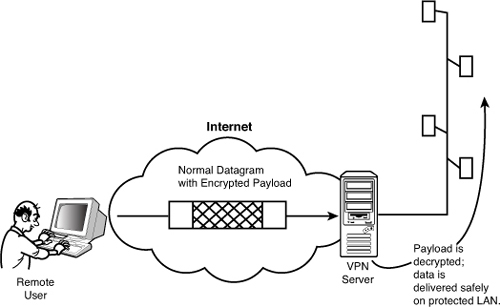 Internet
Normal Datagram
with Encrypted Payload
Remote
User
VPN
Server
Payload is
decrypted;
data is
delivered safely
on protected LAN.